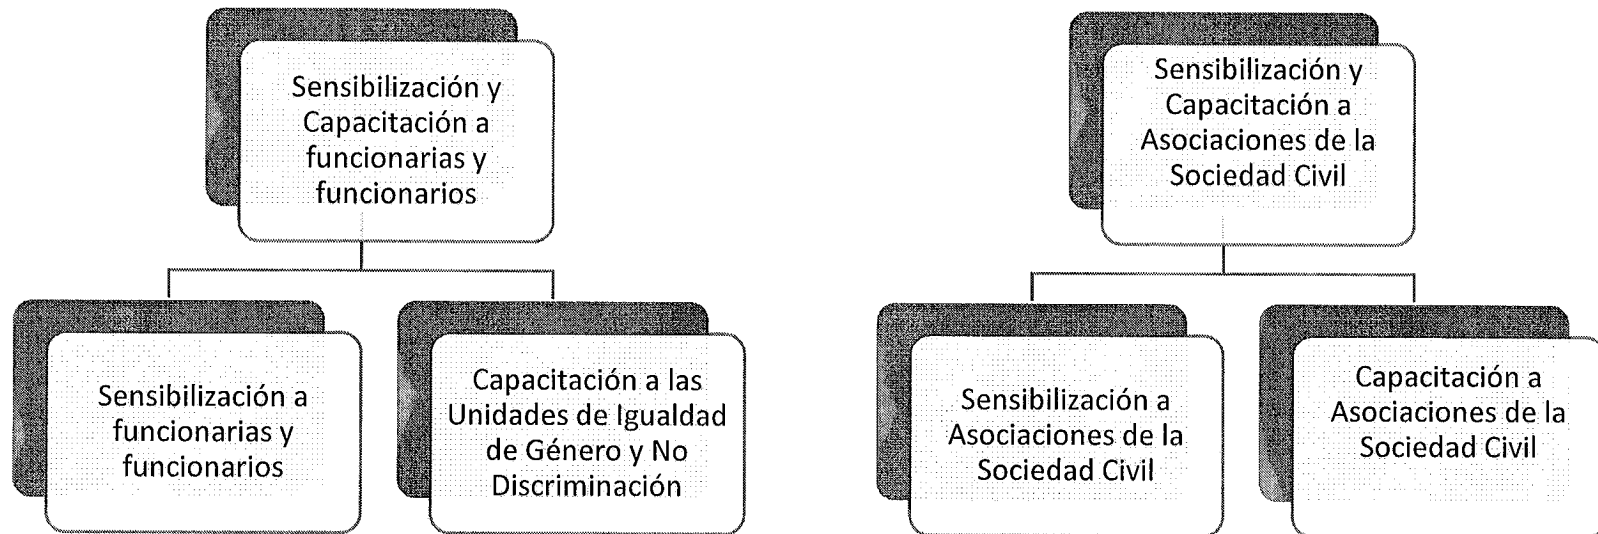 Sensibilización y
Capacitación a
funcionarias y
funcionarios
Sensibilización y
Capacitación a
Asociaciones de la
Sociedad Civil
Sensibilización a
funcionarias y
funcionarios
Capacitación a las
Unidades de Igualdad
de Género y No
Discriminación
Sensibilización a
Asociaciones de la
Sociedad Civil
Capacitación a
Asociaciones de la
Sociedad Civil